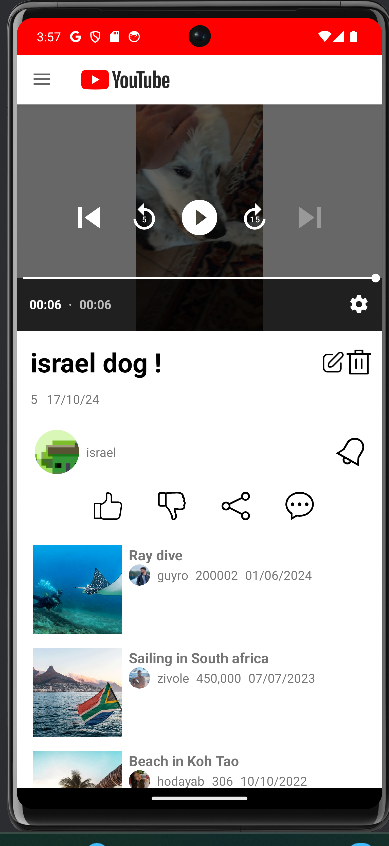 3:57
YouTube
5 15
00:06 · 00:06
israel dog !
5 17/10/24
israel
Ray dive
guyro 200002 01/06/2024
Sailing in South africa
zivole 450,000 07/07/2023
Beach in Koh Tao
hodayab 306 10/10/2022